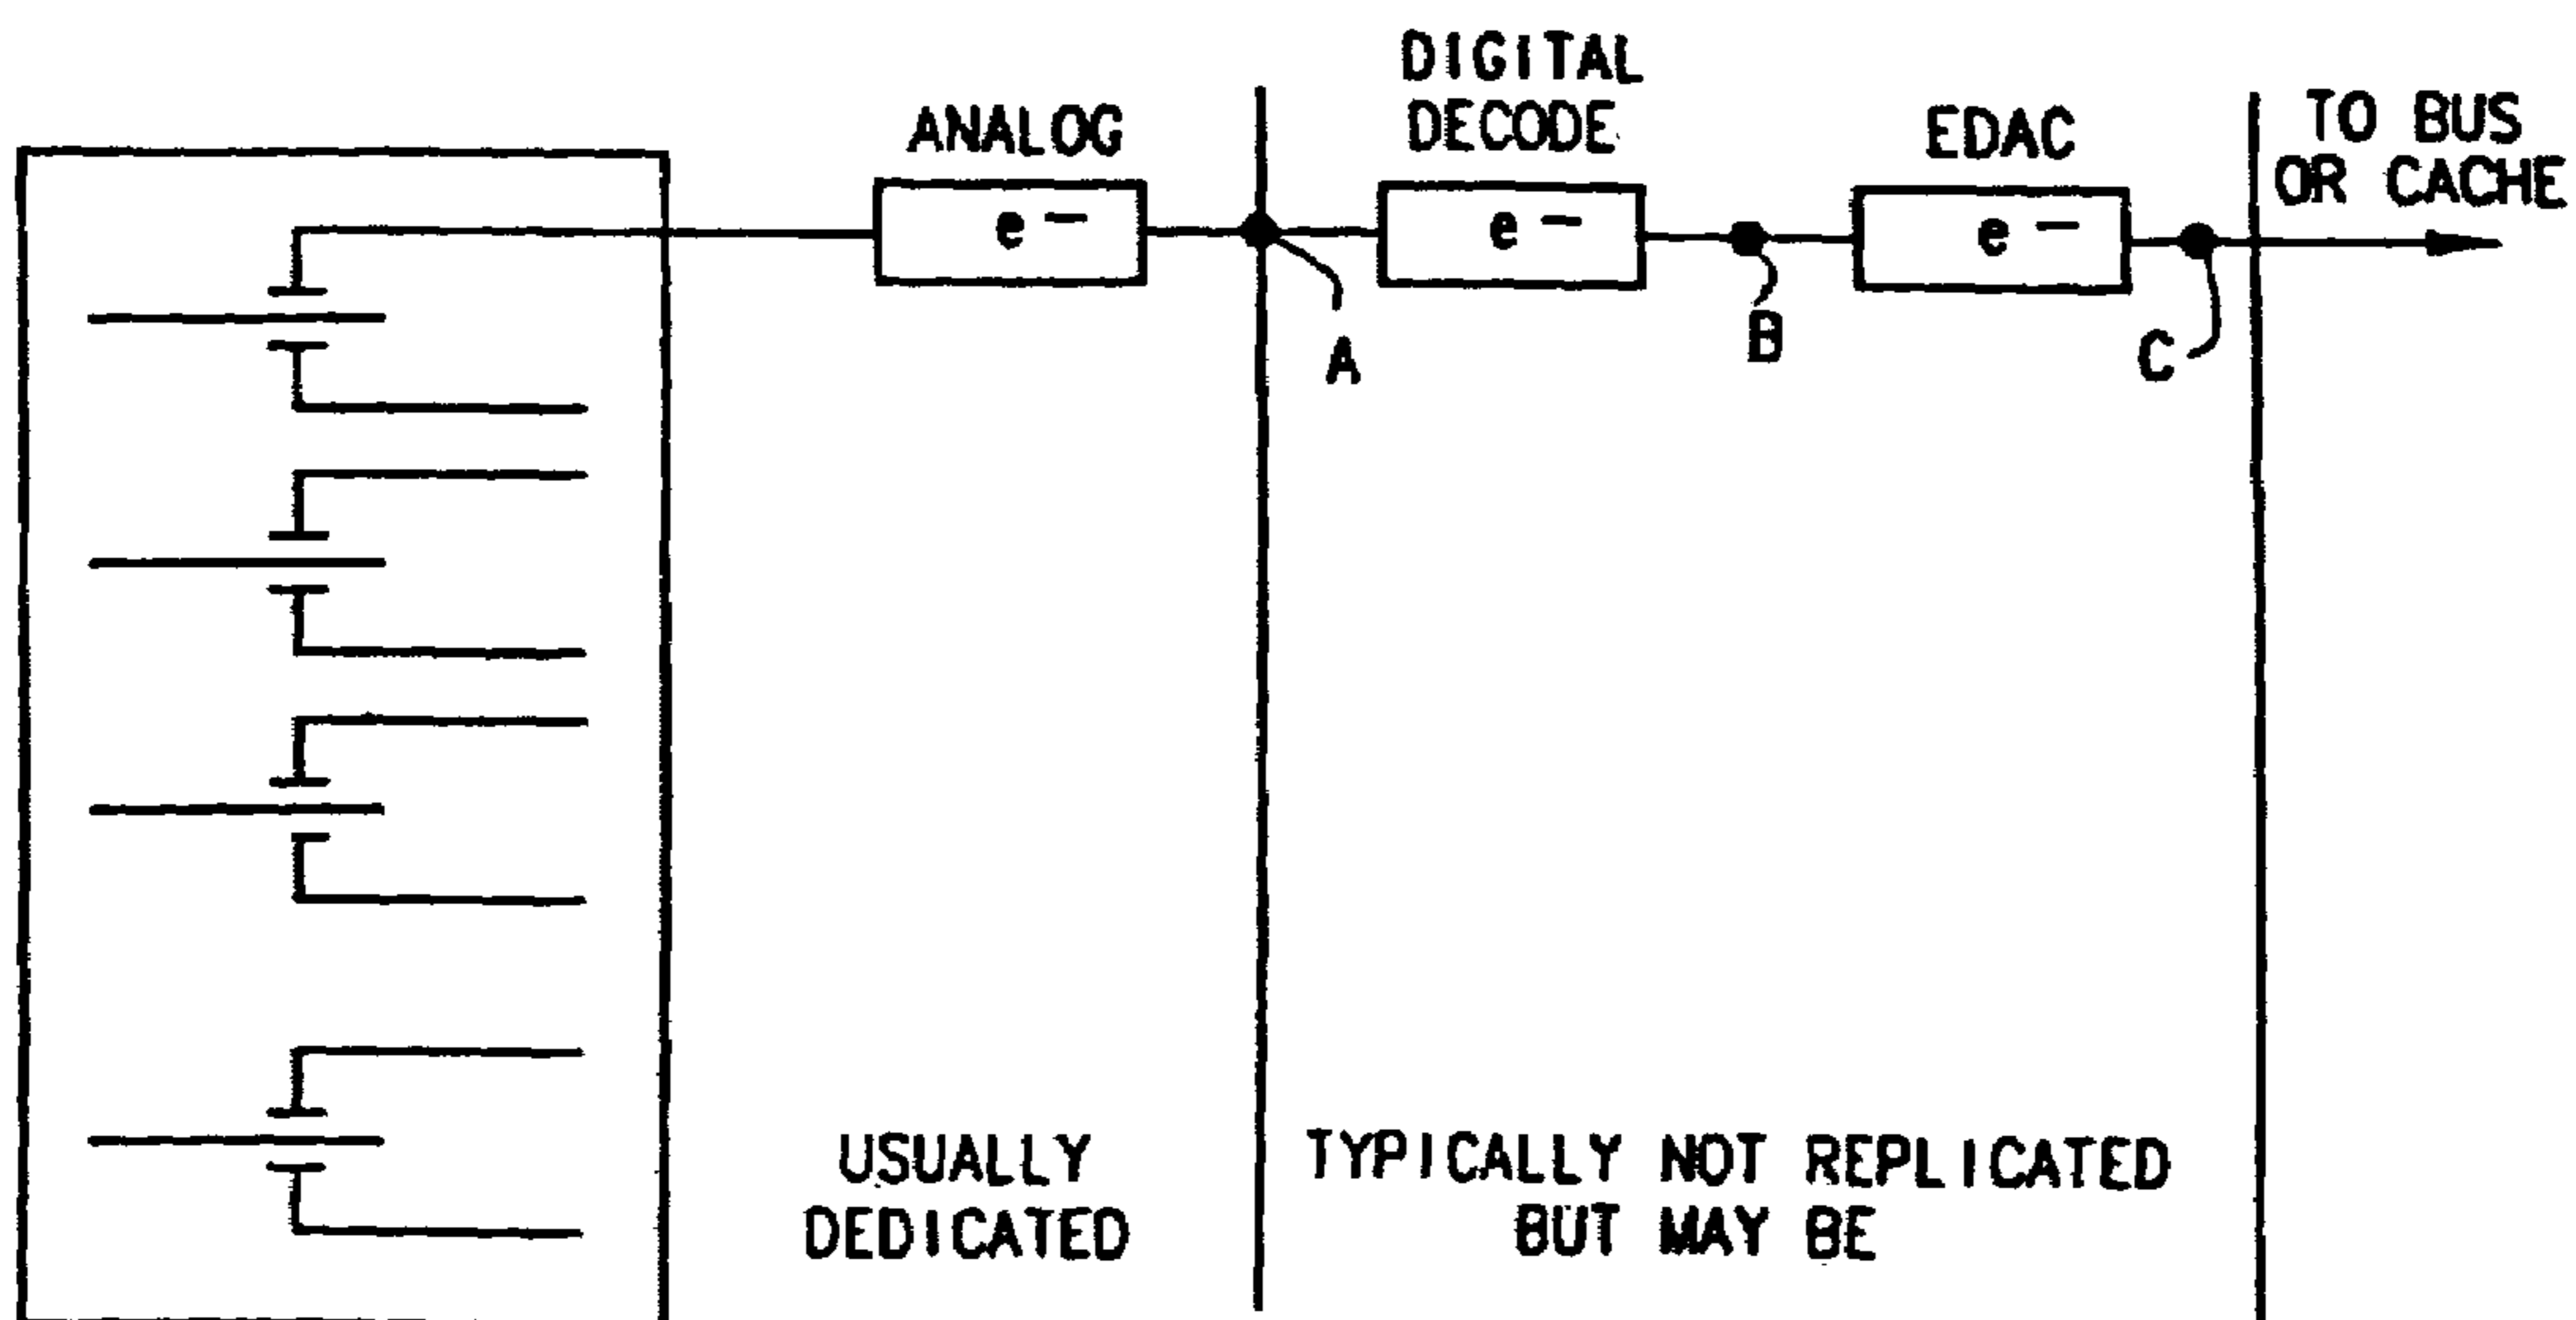 ANALOG
e-
A
DIGITAL
DECODE
e-
B
EDAC
e-
C
TO BUS
OR CACHE
USUALLY
DEDICATED
TYPICALLY NOT REPLICATED
BUT MAY BE